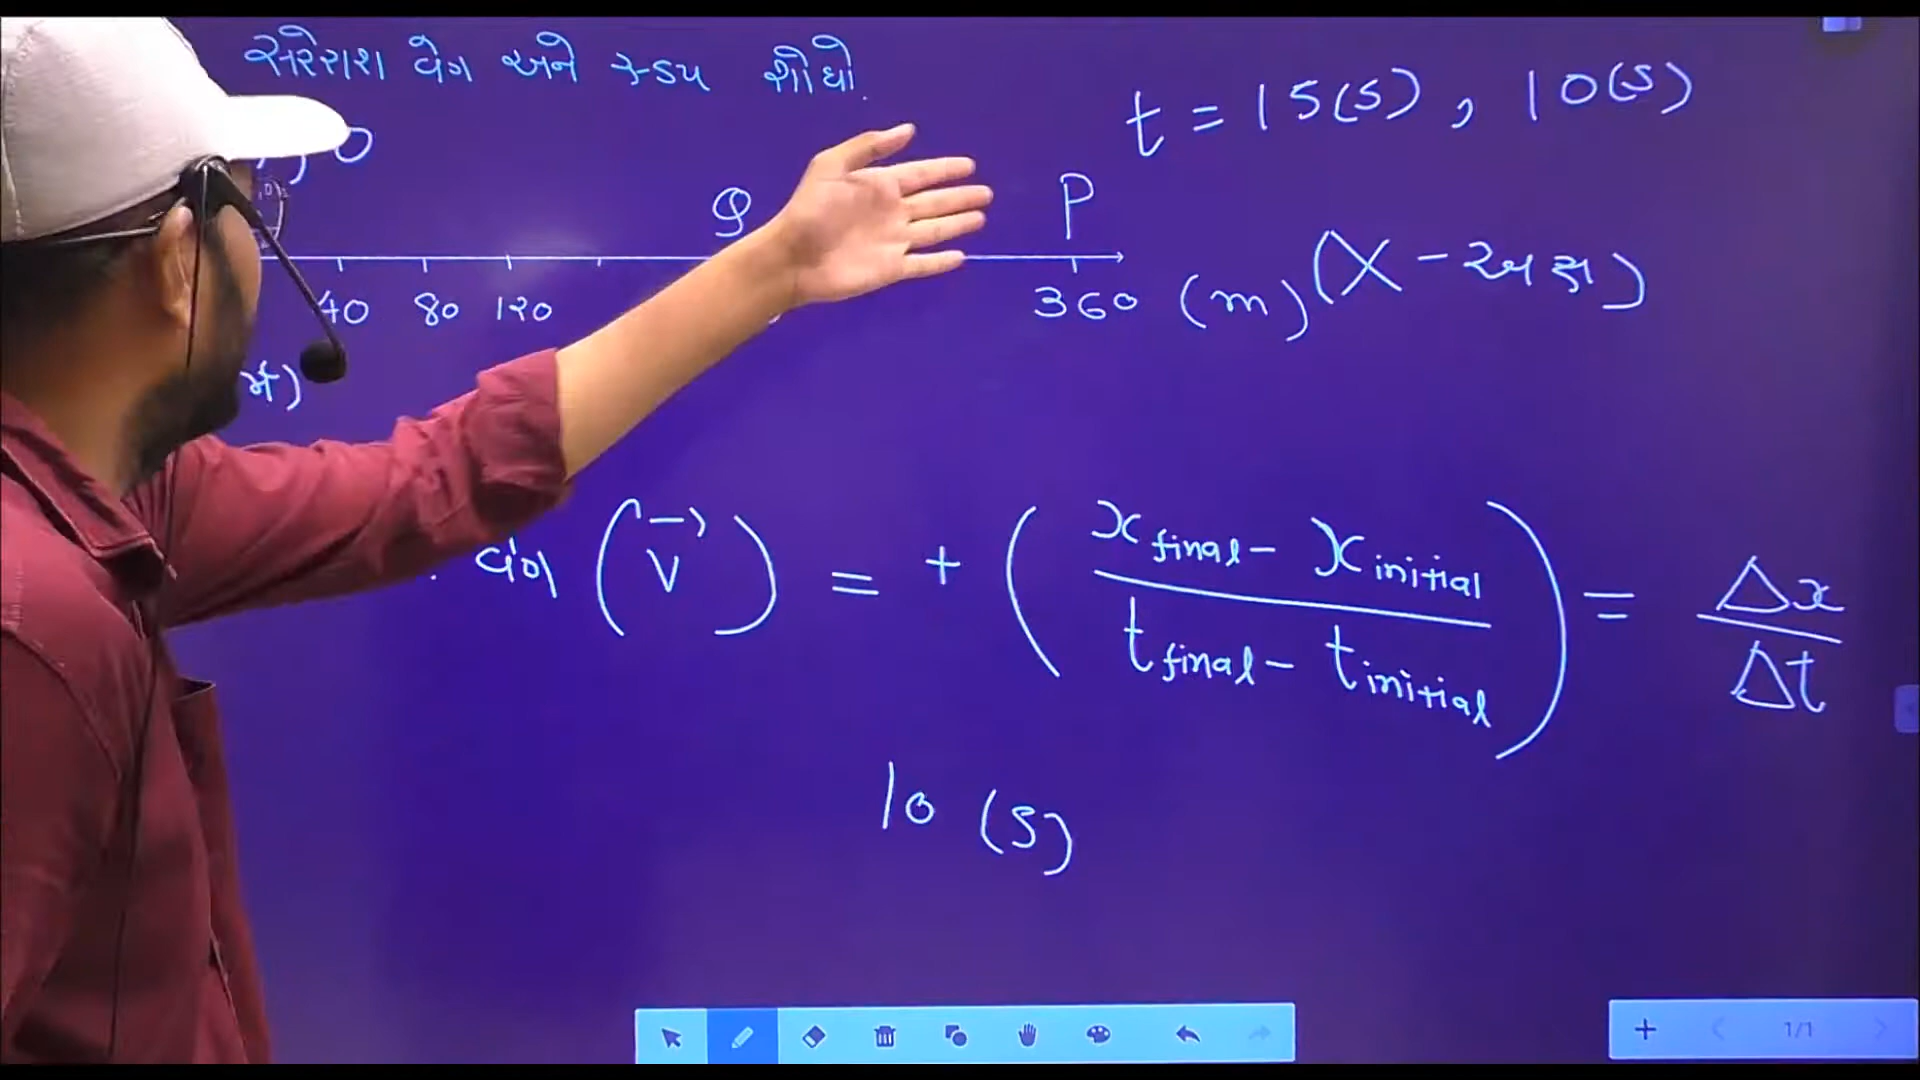 સરેરાશ વેગ અને ઝડપ શોધો.
t = 15(s), 10(s)
, 0
Q P
40 80 120 360 (m) (X-અક્ષ)
વેગ (v⃗) = + (x final - x initial / t final - t initial) = Δx / Δt
10 (s)
1/1